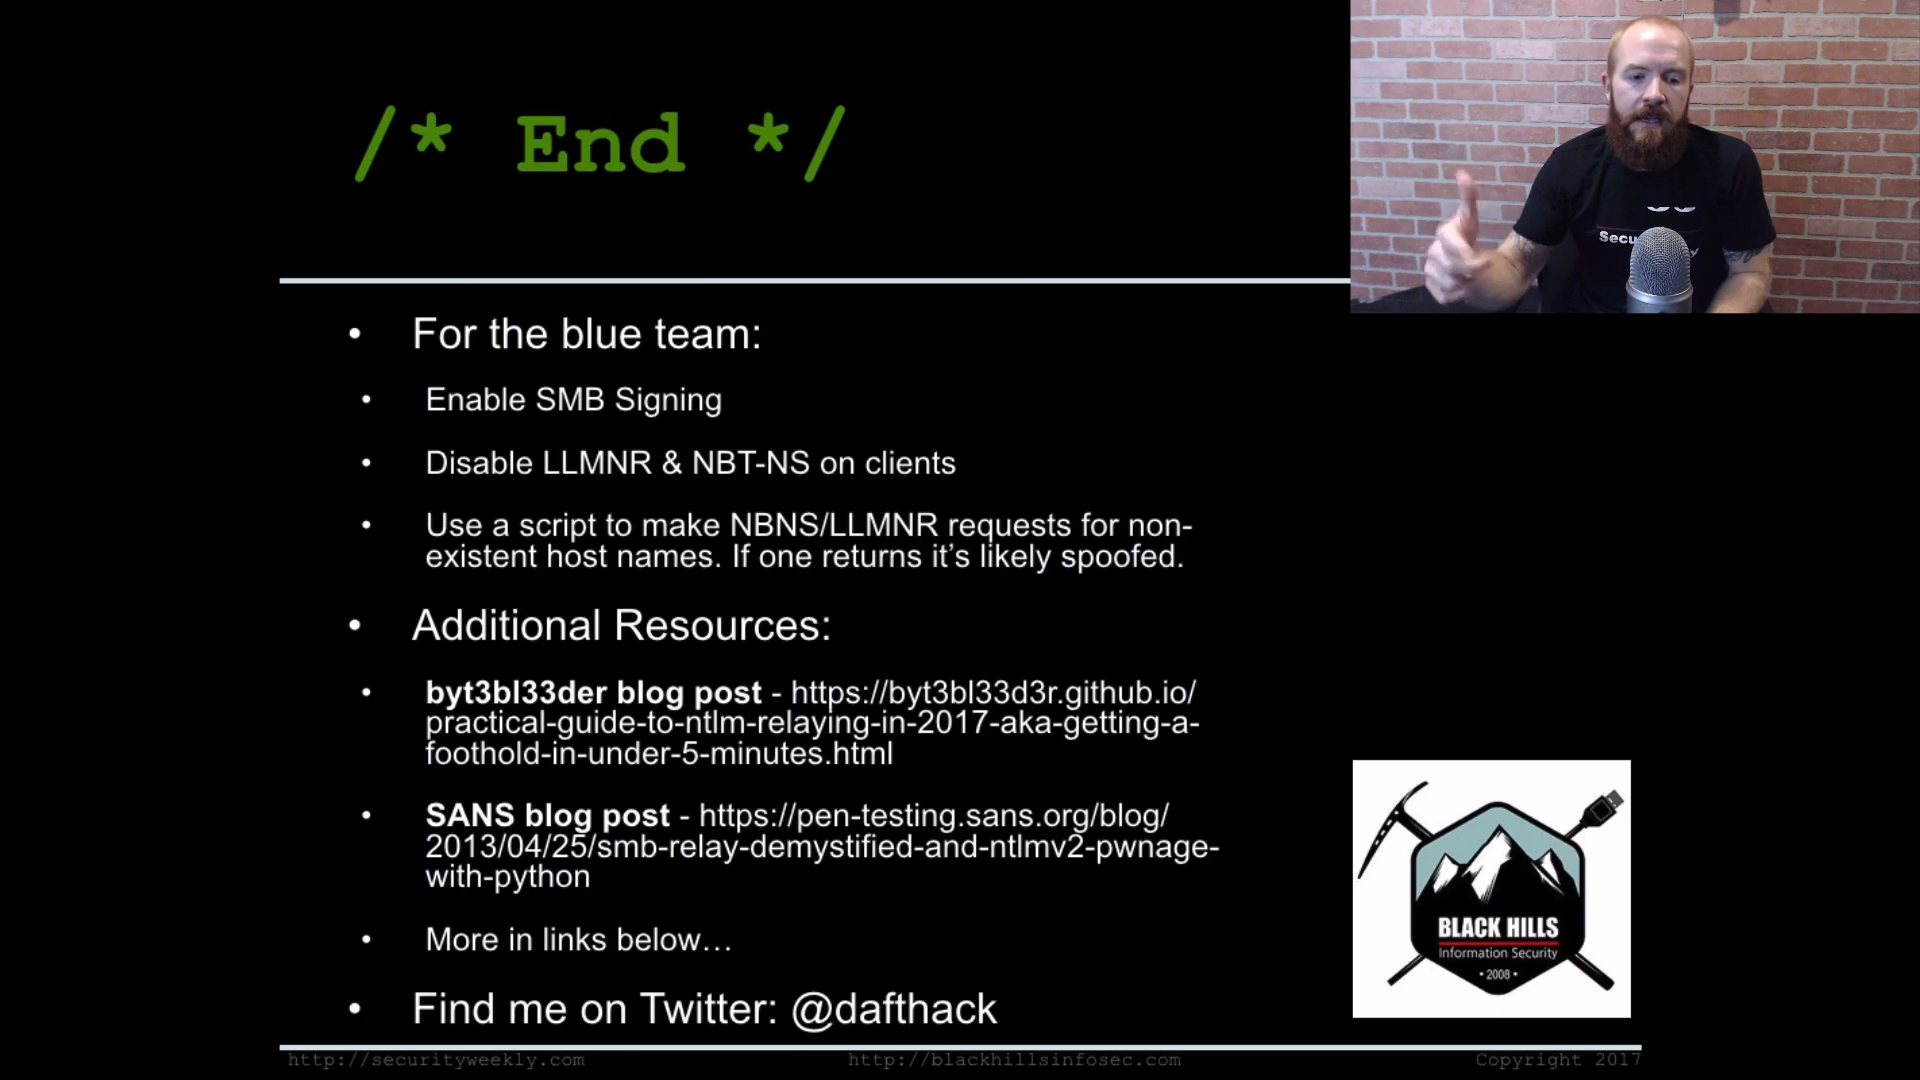 /* End */
Secu
y
• For the blue team:
• Enable SMB Signing
• Disable LLMNR & NBT-NS on clients
• Use a script to make NBNS/LLMNR requests for non-
existent host names. If one returns it’s likely spoofed.
• Additional Resources:
• byt3bl33der blog post - https://byt3bl33d3r.github.io/
practical-guide-to-ntlm-relaying-in-2017-aka-getting-a-
foothold-in-under-5-minutes.html
• SANS blog post - https://pen-testing.sans.org/blog/
2013/04/25/smb-relay-demystified-and-ntlmv2-pwnage-
with-python
• More in links below…
• Find me on Twitter: @dafthack
BLACK HILLS
Information Security
• 2008 •
http://securityweekly.com http://blackhillsinfosec.com Copyright 2017